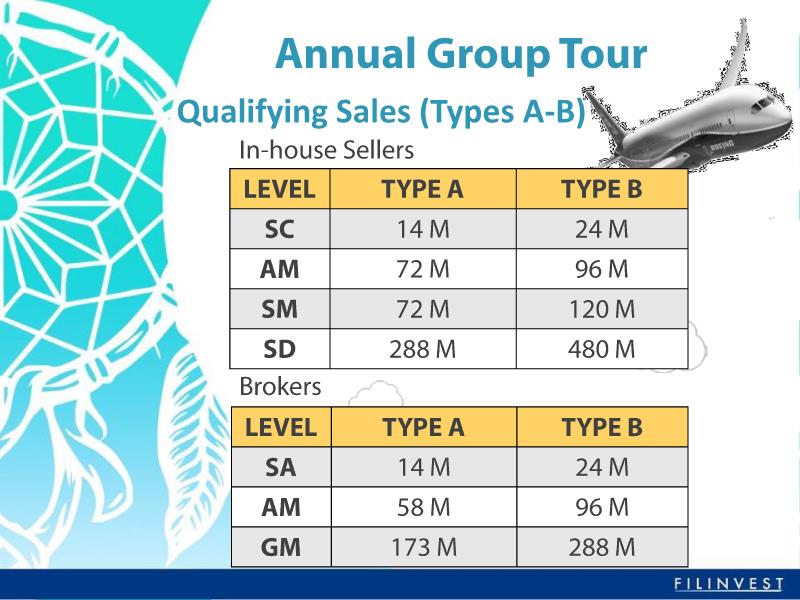 Annual Group Tour
Qualifying Sales (Types A-B)
In-house Sellers
LEVEL TYPE A TYPE B
SC 14 M 24 M
AM 72 M 96 M
SM 72 M 120 M
SD 288 M 480 M
Brokers
LEVEL TYPE A TYPE B
SA 14 M 24 M
AM 58 M 96 M
GM 173 M 288 M
BOEING
FILINVEST